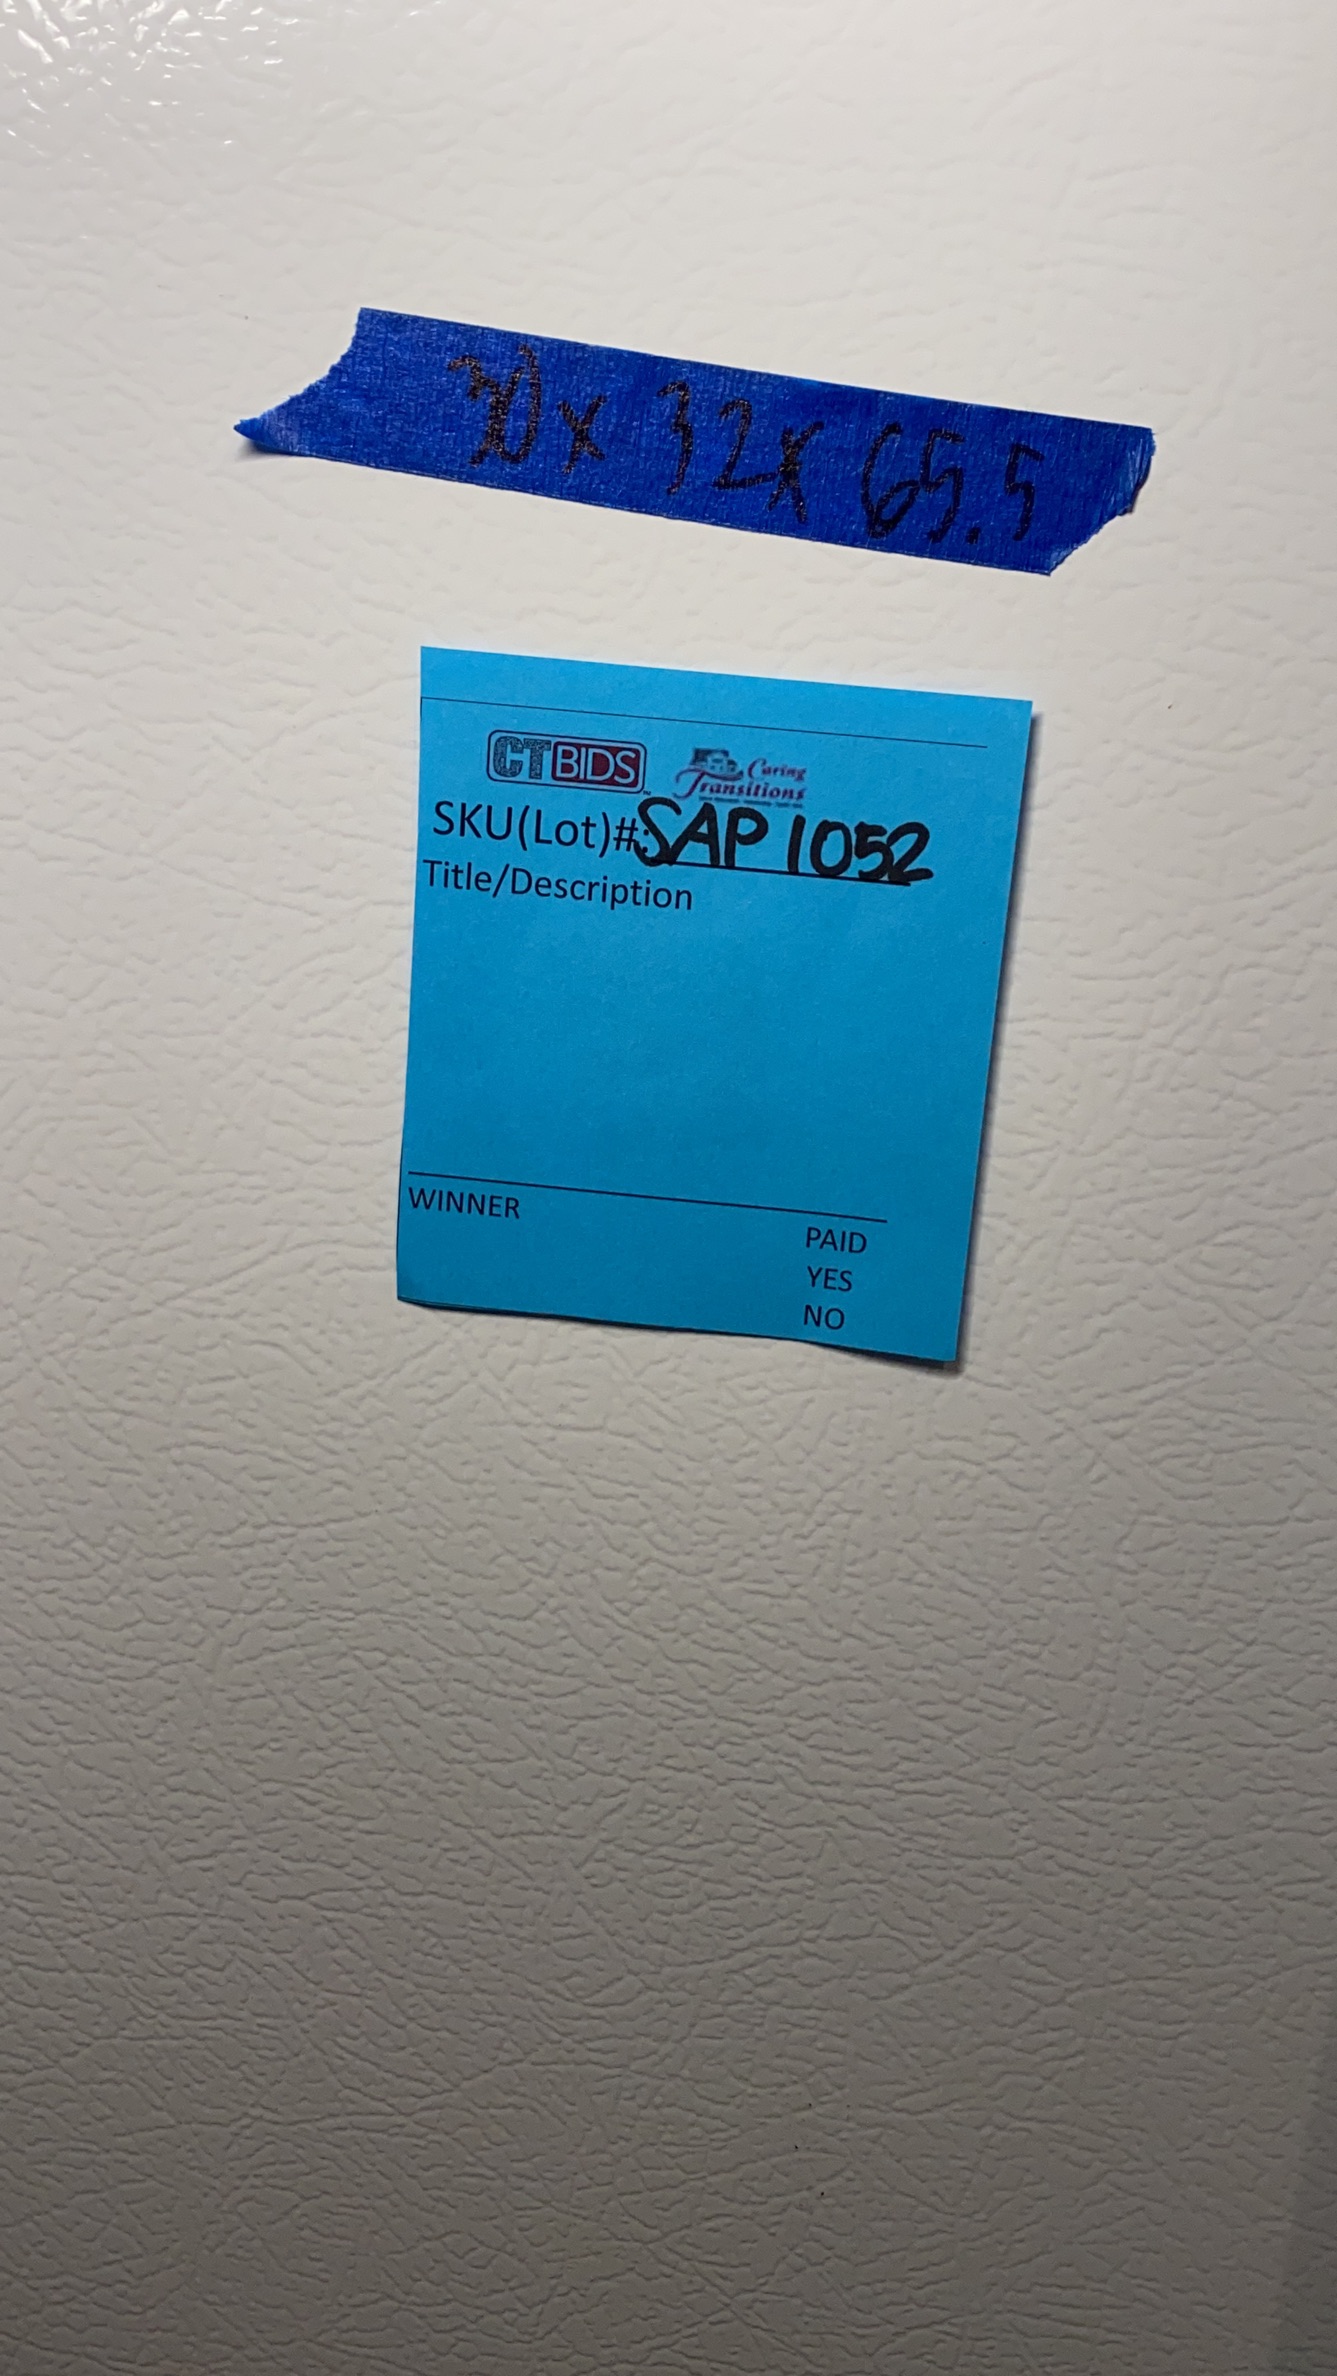 30 x 32 x 65.5
CTBIDS Caring Transitions
SKU(Lot)#: SAP 1052
Title/Description
WINNER
PAID
YES
NO